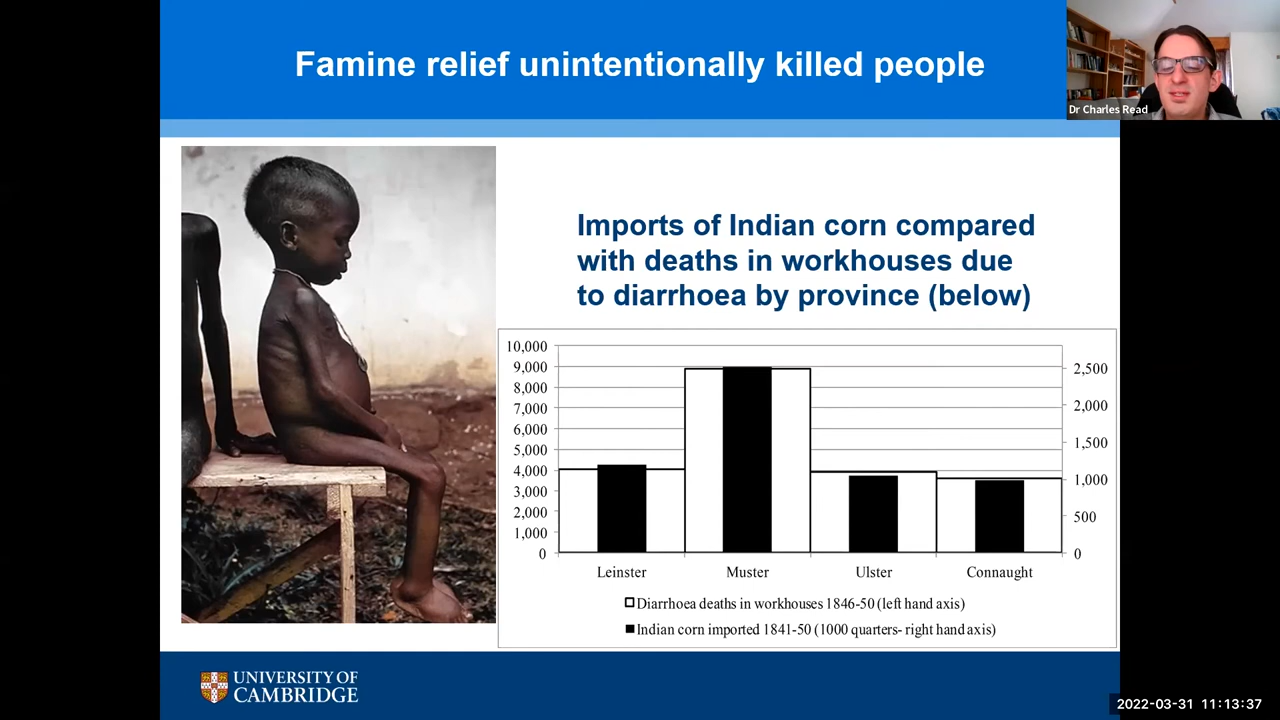 Famine relief unintentionally killed people
Dr Charles Read
Imports of Indian corn compared
with deaths in workhouses due
to diarrhoea by province (below)
10,000
9,000
8,000
7,000
6,000
5,000
4,000
3,000
2,000
1,000
0
2,500
2,000
1,500
1,000
500
0
Leinster Muster Ulster Connaught
Diarrhoea deaths in workhouses 1846-50 (left hand axis)
Indian corn imported 1841-50 (1000 quarters- right hand axis)
UNIVERSITY OF
CAMBRIDGE
2022-03-31 11:13:37